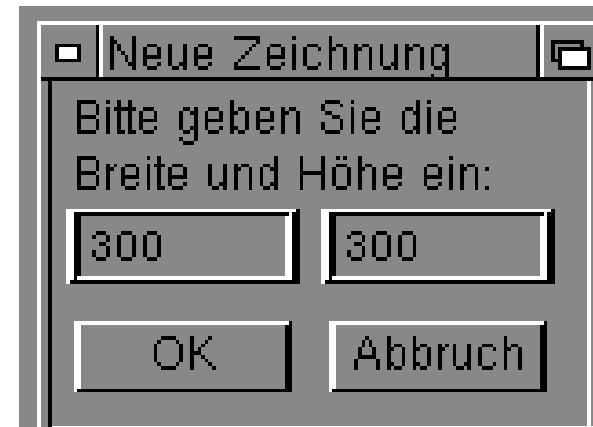 Neue Zeichnung
Bitte geben Sie die
Breite und Höhe ein:
300 300
OK Abbruch